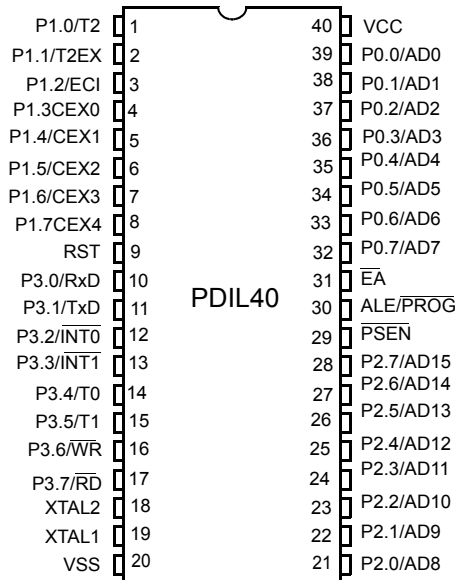 P1.0/T2 1 40 VCC
P1.1/T2EX 2 39 P0.0/AD0
P1.2/ECI 3 38 P0.1/AD1
P1.3CEX0 4 37 P0.2/AD2
P1.4/CEX1 5 36 P0.3/AD3
P1.5/CEX2 6 35 P0.4/AD4
P1.6/CEX3 7 34 P0.5/AD5
P1.7CEX4 8 33 P0.6/AD6
RST 9 32 P0.7/AD7
P3.0/RxD 10 31 E̅A̅
P3.1/TxD 11 PDIL40 30 ALE/P̅R̅O̅G̅
P3.2/I̅N̅T̅0̅ 12 29 P̅S̅E̅N̅
P3.3/I̅N̅T̅1̅ 13 28 P2.7/AD15
P3.4/T0 14 27 P2.6/AD14
P3.5/T1 15 26 P2.5/AD13
P3.6/W̅R̅ 16 25 P2.4/AD12
P3.7/R̅D̅ 17 24 P2.3/AD11
XTAL2 18 23 P2.2/AD10
XTAL1 19 22 P2.1/AD9
VSS 20 21 P2.0/AD8